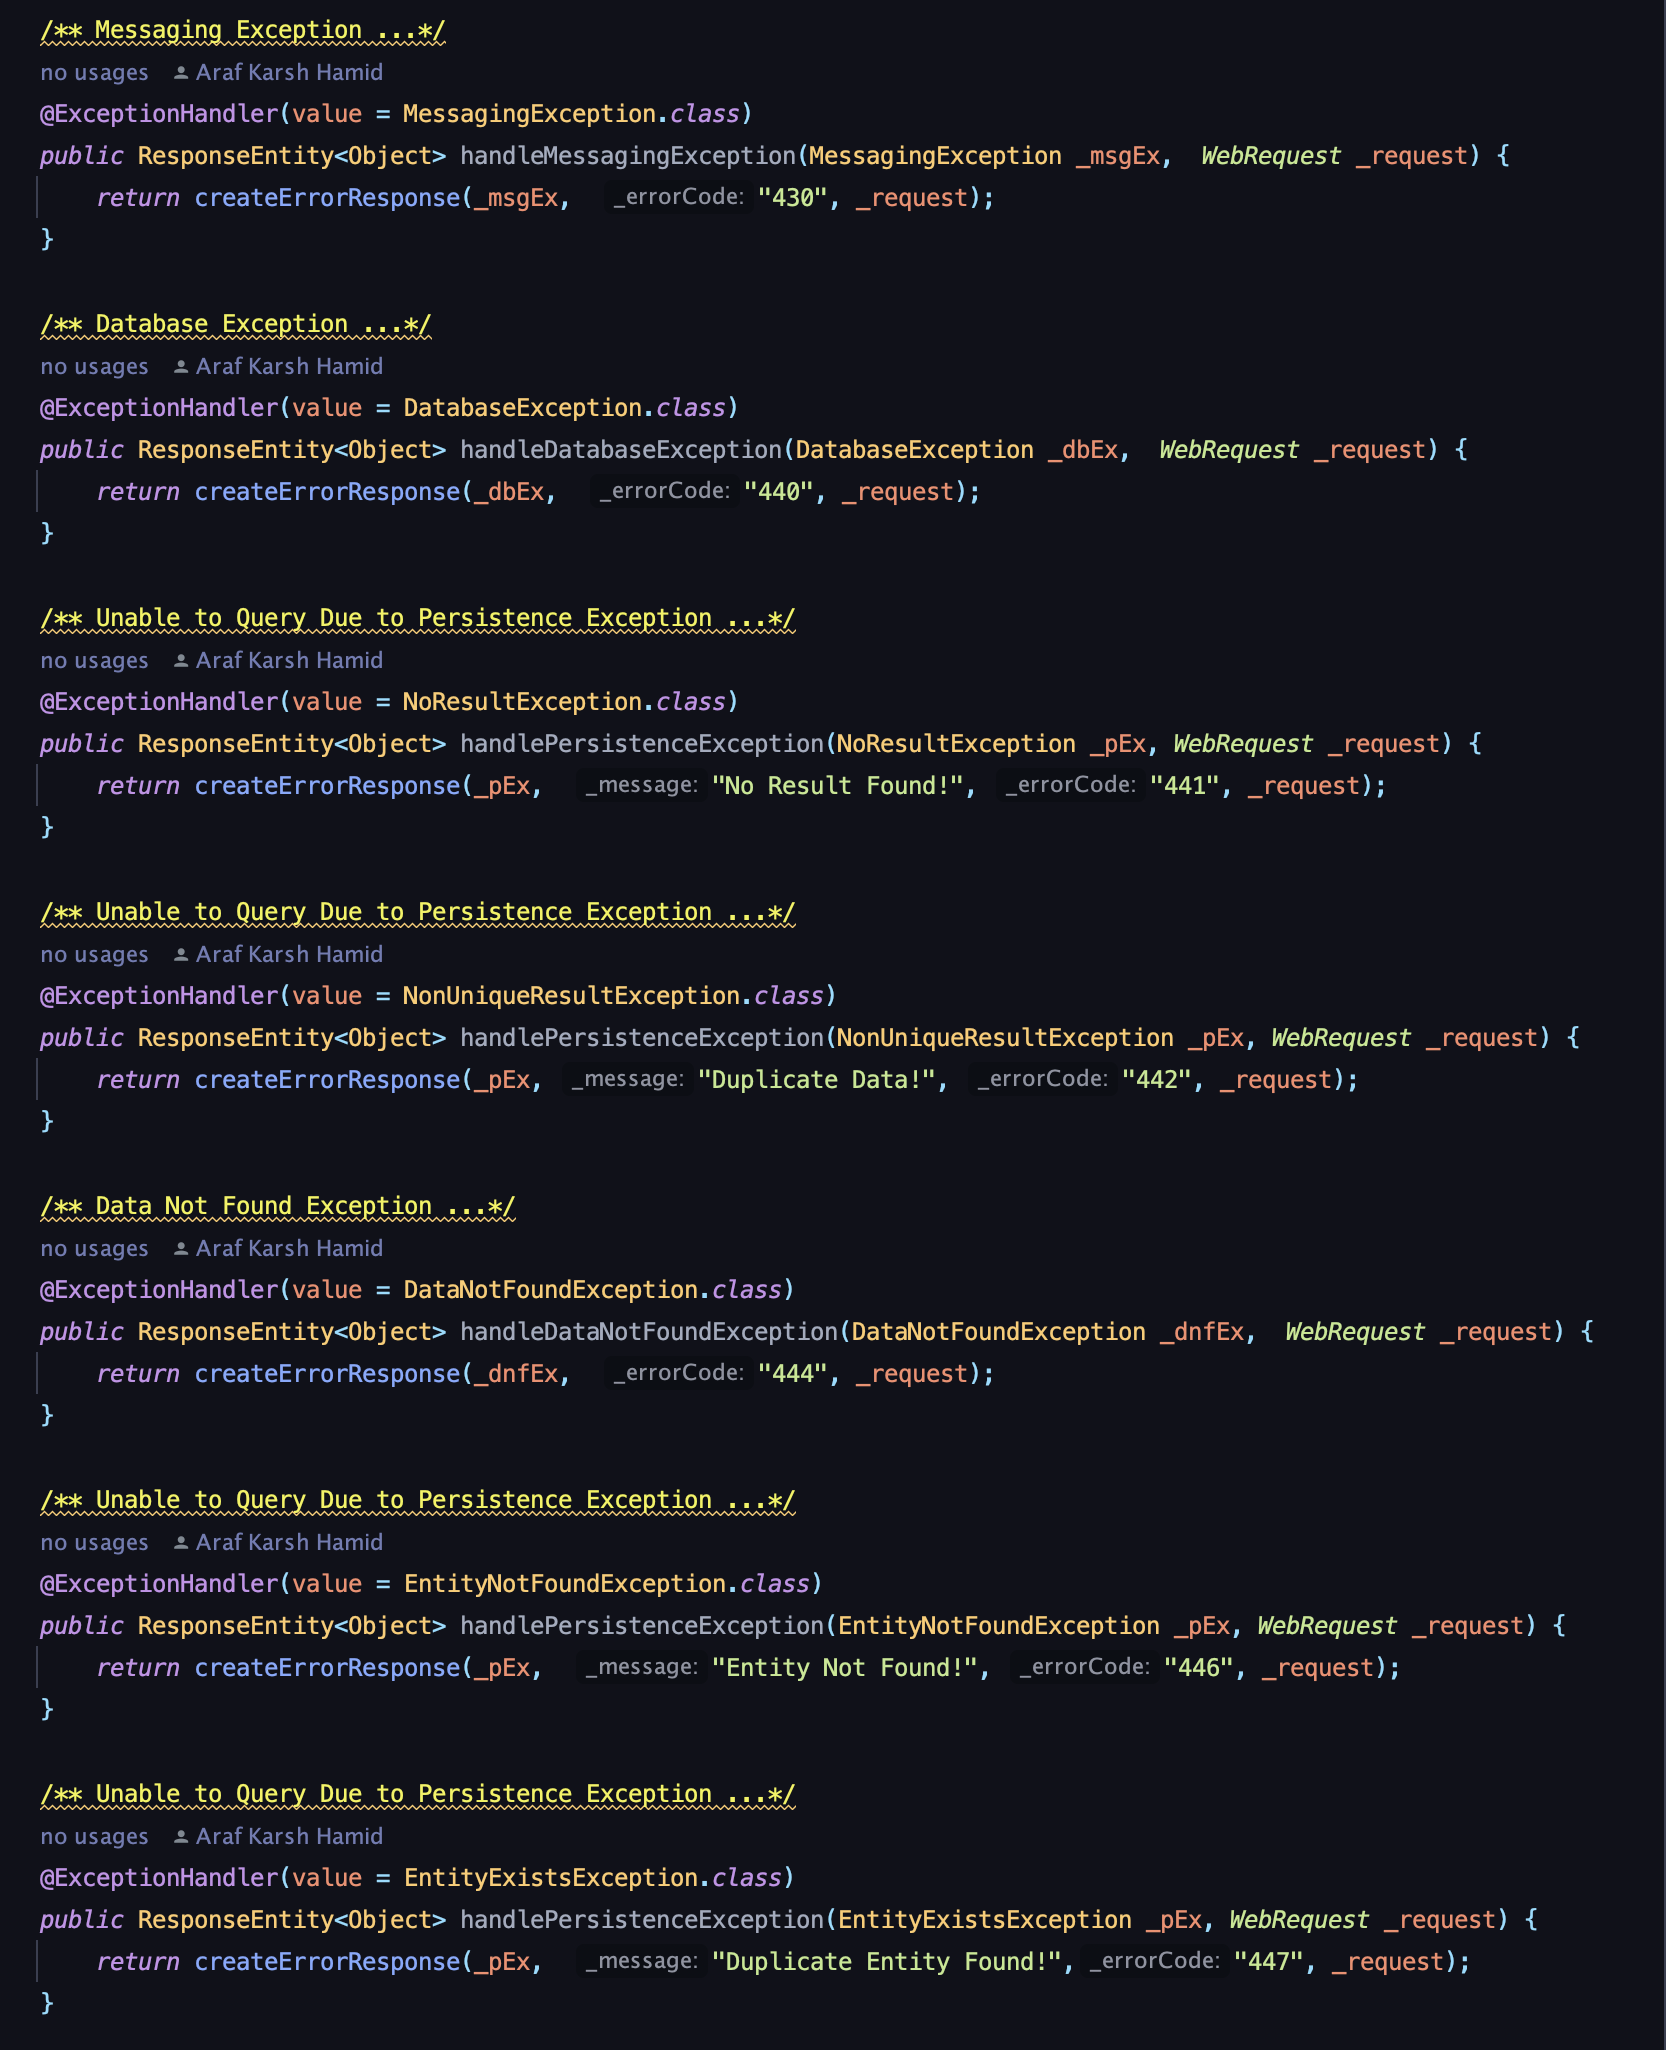 /** Messaging Exception ...*/
no usages Araf Karsh Hamid
@ExceptionHandler(value = MessagingException.class)
public ResponseEntity<Object> handleMessagingException(MessagingException _msgEx, WebRequest _request) {
return createErrorResponse(_msgEx, _errorCode: "430", _request);
}
/** Database Exception ...*/
no usages Araf Karsh Hamid
@ExceptionHandler(value = DatabaseException.class)
public ResponseEntity<Object> handleDatabaseException(DatabaseException _dbEx, WebRequest _request) {
return createErrorResponse(_dbEx, _errorCode: "440", _request);
}
/** Unable to Query Due to Persistence Exception ...*/
no usages Araf Karsh Hamid
@ExceptionHandler(value = NoResultException.class)
public ResponseEntity<Object> handlePersistenceException(NoResultException _pEx, WebRequest _request) {
return createErrorResponse(_pEx, _message: "No Result Found!", _errorCode: "441", _request);
}
/** Unable to Query Due to Persistence Exception ...*/
no usages Araf Karsh Hamid
@ExceptionHandler(value = NonUniqueResultException.class)
public ResponseEntity<Object> handlePersistenceException(NonUniqueResultException _pEx, WebRequest _request) {
return createErrorResponse(_pEx, _message: "Duplicate Data!", _errorCode: "442", _request);
}
/** Data Not Found Exception ...*/
no usages Araf Karsh Hamid
@ExceptionHandler(value = DataNotFoundException.class)
public ResponseEntity<Object> handleDataNotFoundException(DataNotFoundException _dnfEx, WebRequest _request) {
return createErrorResponse(_dnfEx, _errorCode: "444", _request);
}
/** Unable to Query Due to Persistence Exception ...*/
no usages Araf Karsh Hamid
@ExceptionHandler(value = EntityNotFoundException.class)
public ResponseEntity<Object> handlePersistenceException(EntityNotFoundException _pEx, WebRequest _request) {
return createErrorResponse(_pEx, _message: "Entity Not Found!", _errorCode: "446", _request);
}
/** Unable to Query Due to Persistence Exception ...*/
no usages Araf Karsh Hamid
@ExceptionHandler(value = EntityExistsException.class)
public ResponseEntity<Object> handlePersistenceException(EntityExistsException _pEx, WebRequest _request) {
return createErrorResponse(_pEx, _message: "Duplicate Entity Found!", _errorCode: "447", _request);
}